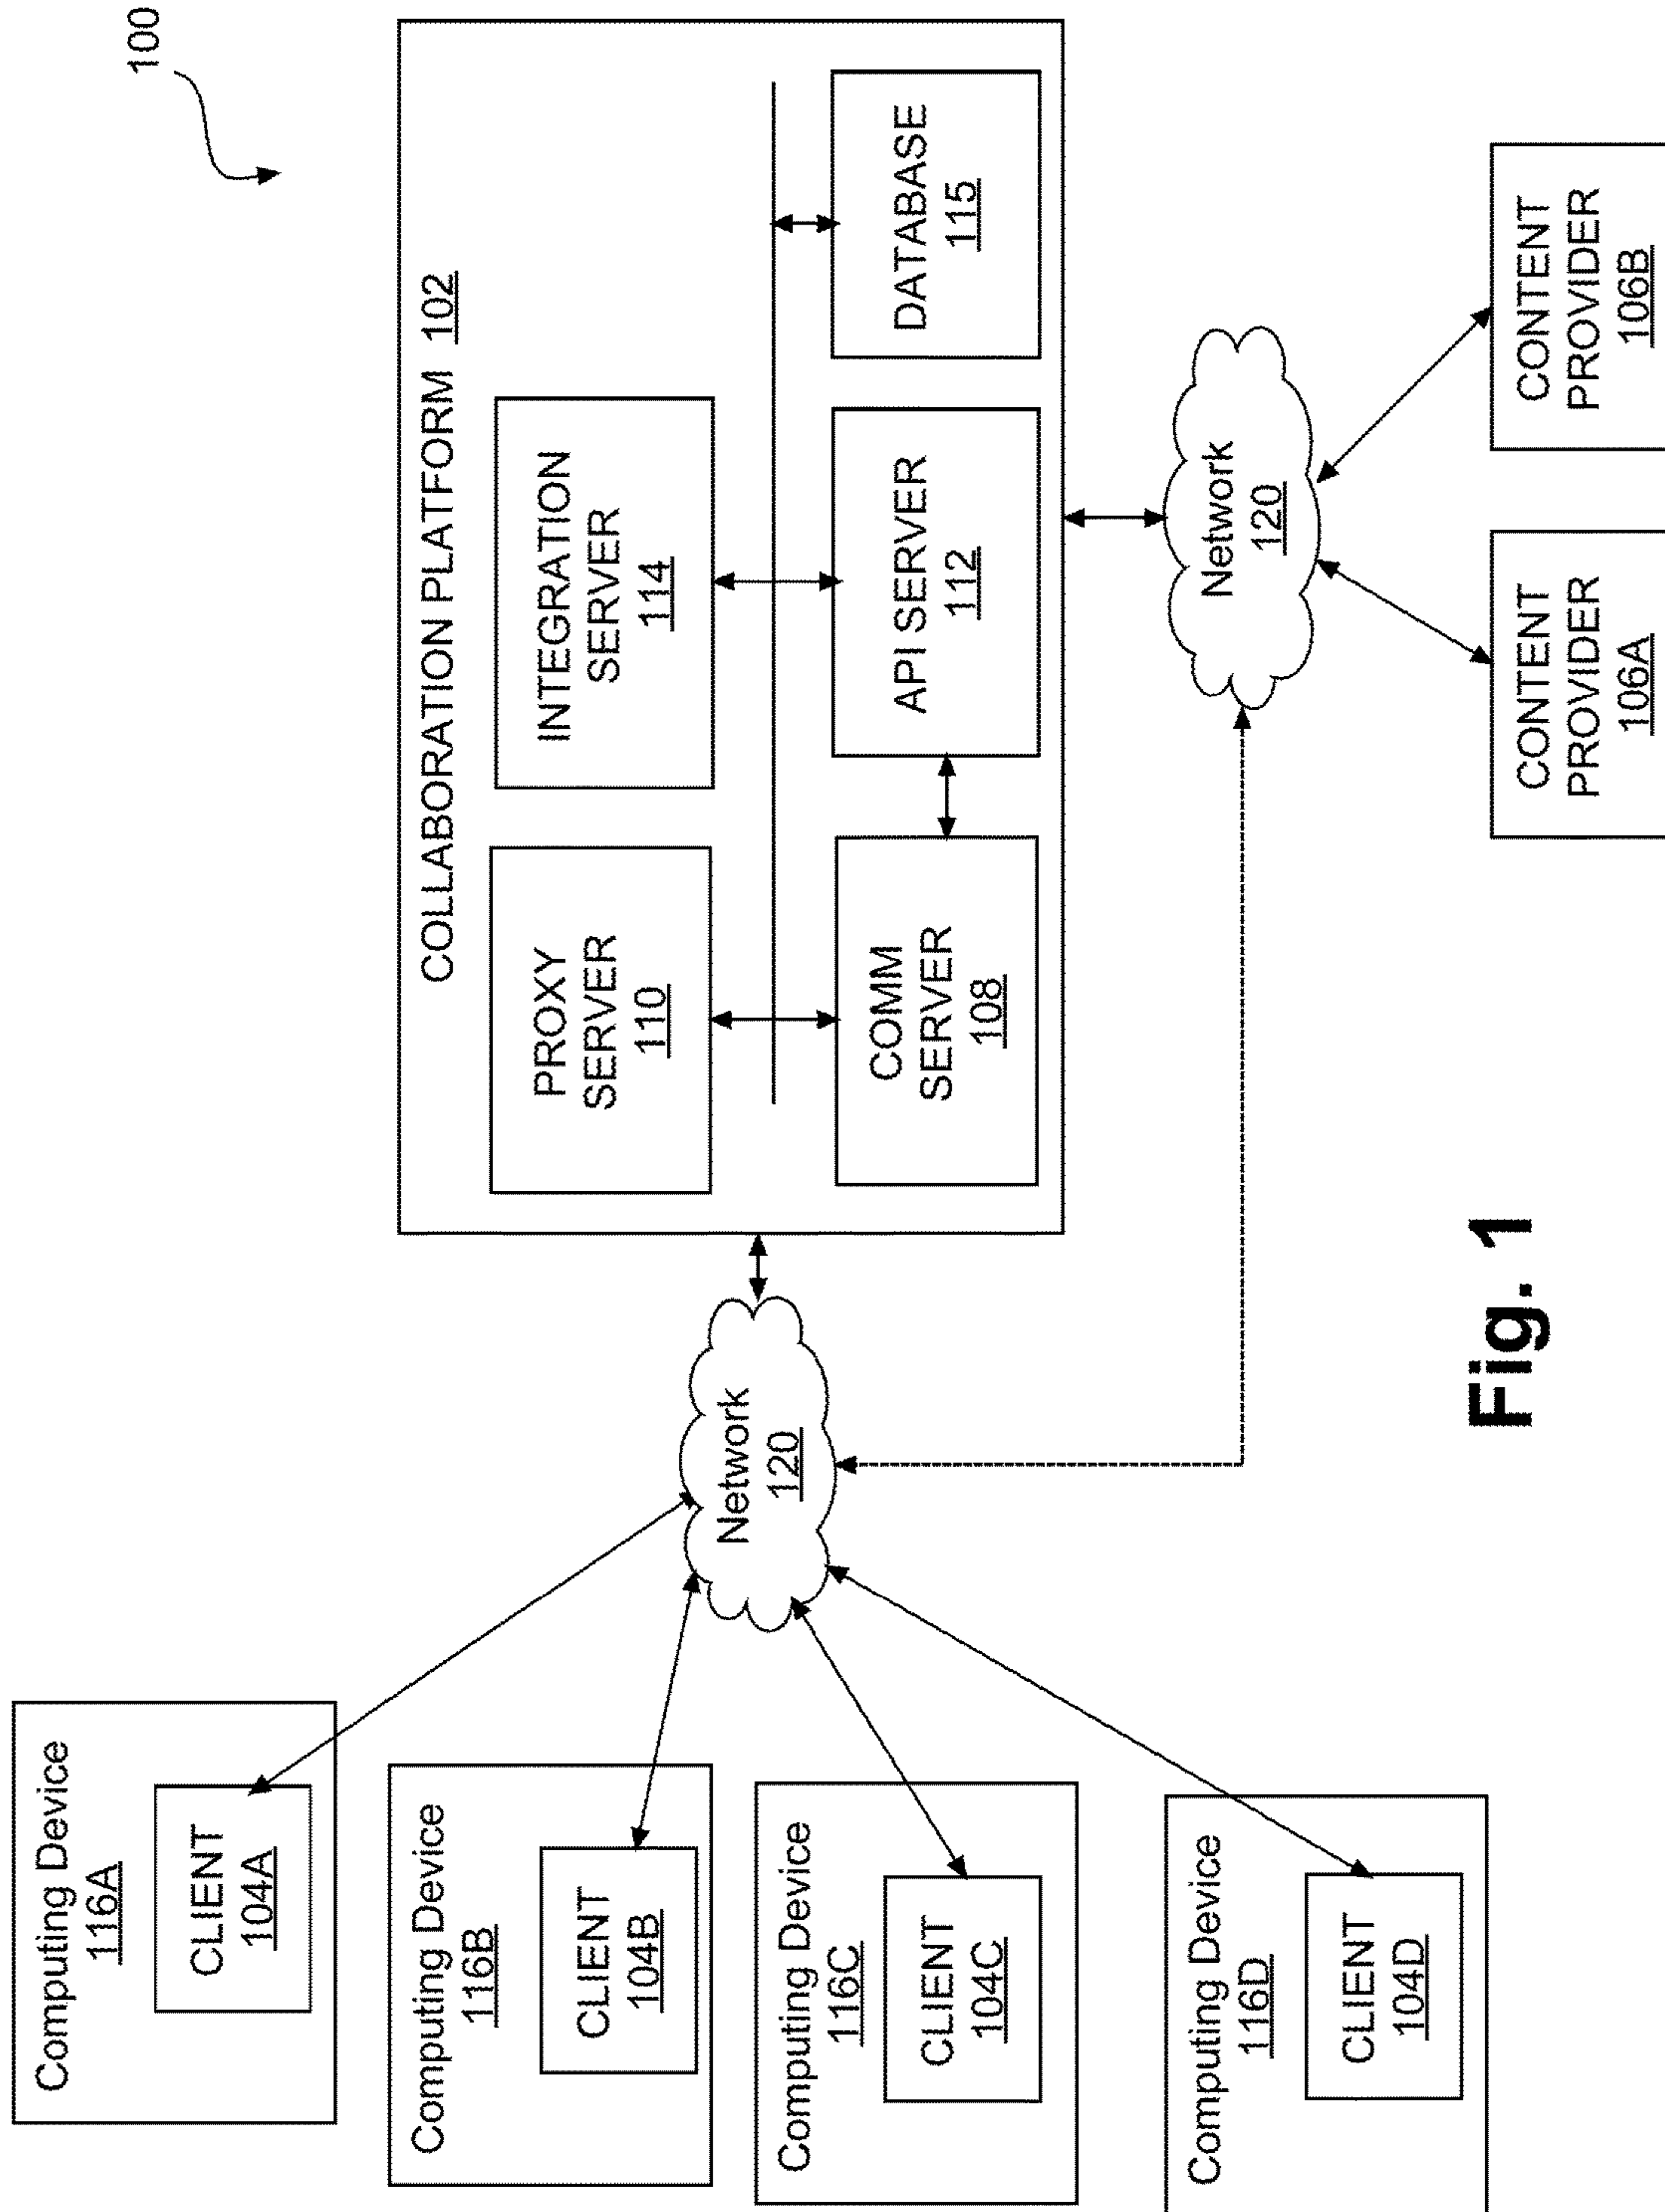 100
Computing Device
116A
CLIENT
104A
Computing Device
116B
CLIENT
104B
Computing Device
116C
CLIENT
104C
Computing Device
116D
CLIENT
104D
Network
120
COLLABORATION PLATFORM 102
PROXY
SERVER
110
INTEGRATION
SERVER
114
COMM
SERVER
108
API SERVER
112
DATABASE
115
Network
120
CONTENT
PROVIDER
106A
CONTENT
PROVIDER
106B
Fig. 1